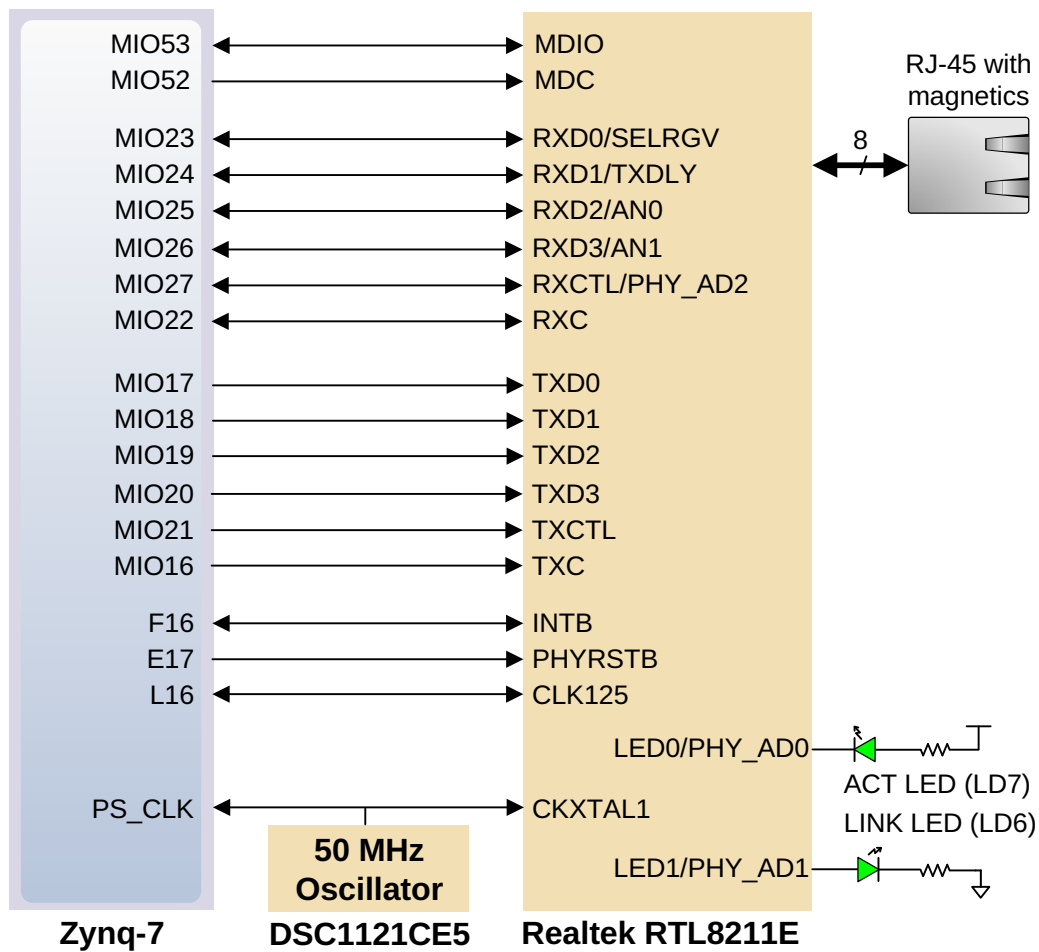 MIO53 MDIO
MIO52 MDC
RJ-45 with
magnetics
MIO23 RXD0/SELRGV
8
MIO24 RXD1/TXDLY
MIO25 RXD2/AN0
MIO26 RXD3/AN1
MIO27 RXCTL/PHY_AD2
MIO22 RXC
MIO17 TXD0
MIO18 TXD1
MIO19 TXD2
MIO20 TXD3
MIO21 TXCTL
MIO16 TXC
F16 INTB
E17 PHYRSTB
L16 CLK125
LED0/PHY_AD0
ACT LED (LD7)
PS_CLK CKXTAL1
LINK LED (LD6)
50 MHz
Oscillator
LED1/PHY_AD1
Zynq-7 DSC1121CE5 Realtek RTL8211E